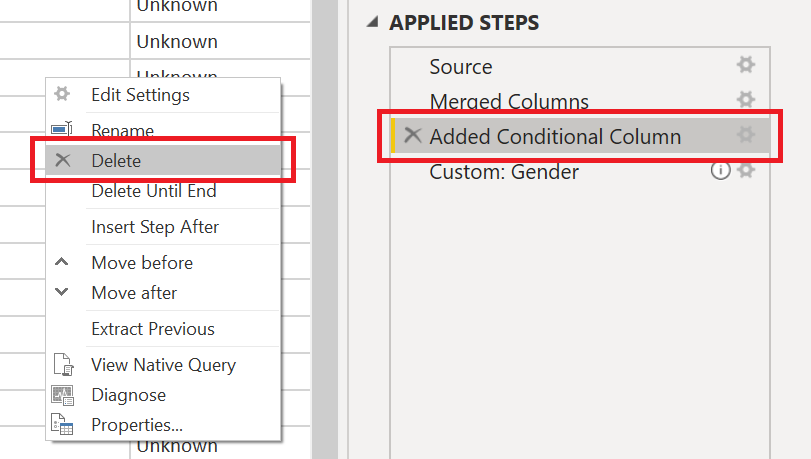 Unknown
Unknown
Unknown
Edit Settings
Rename
Delete
Delete Until End
Insert Step After
Move before
Move after
Extract Previous
View Native Query
Diagnose
Properties...
Unknown
APPLIED STEPS
Source
Merged Columns
Added Conditional Column
Custom: Gender